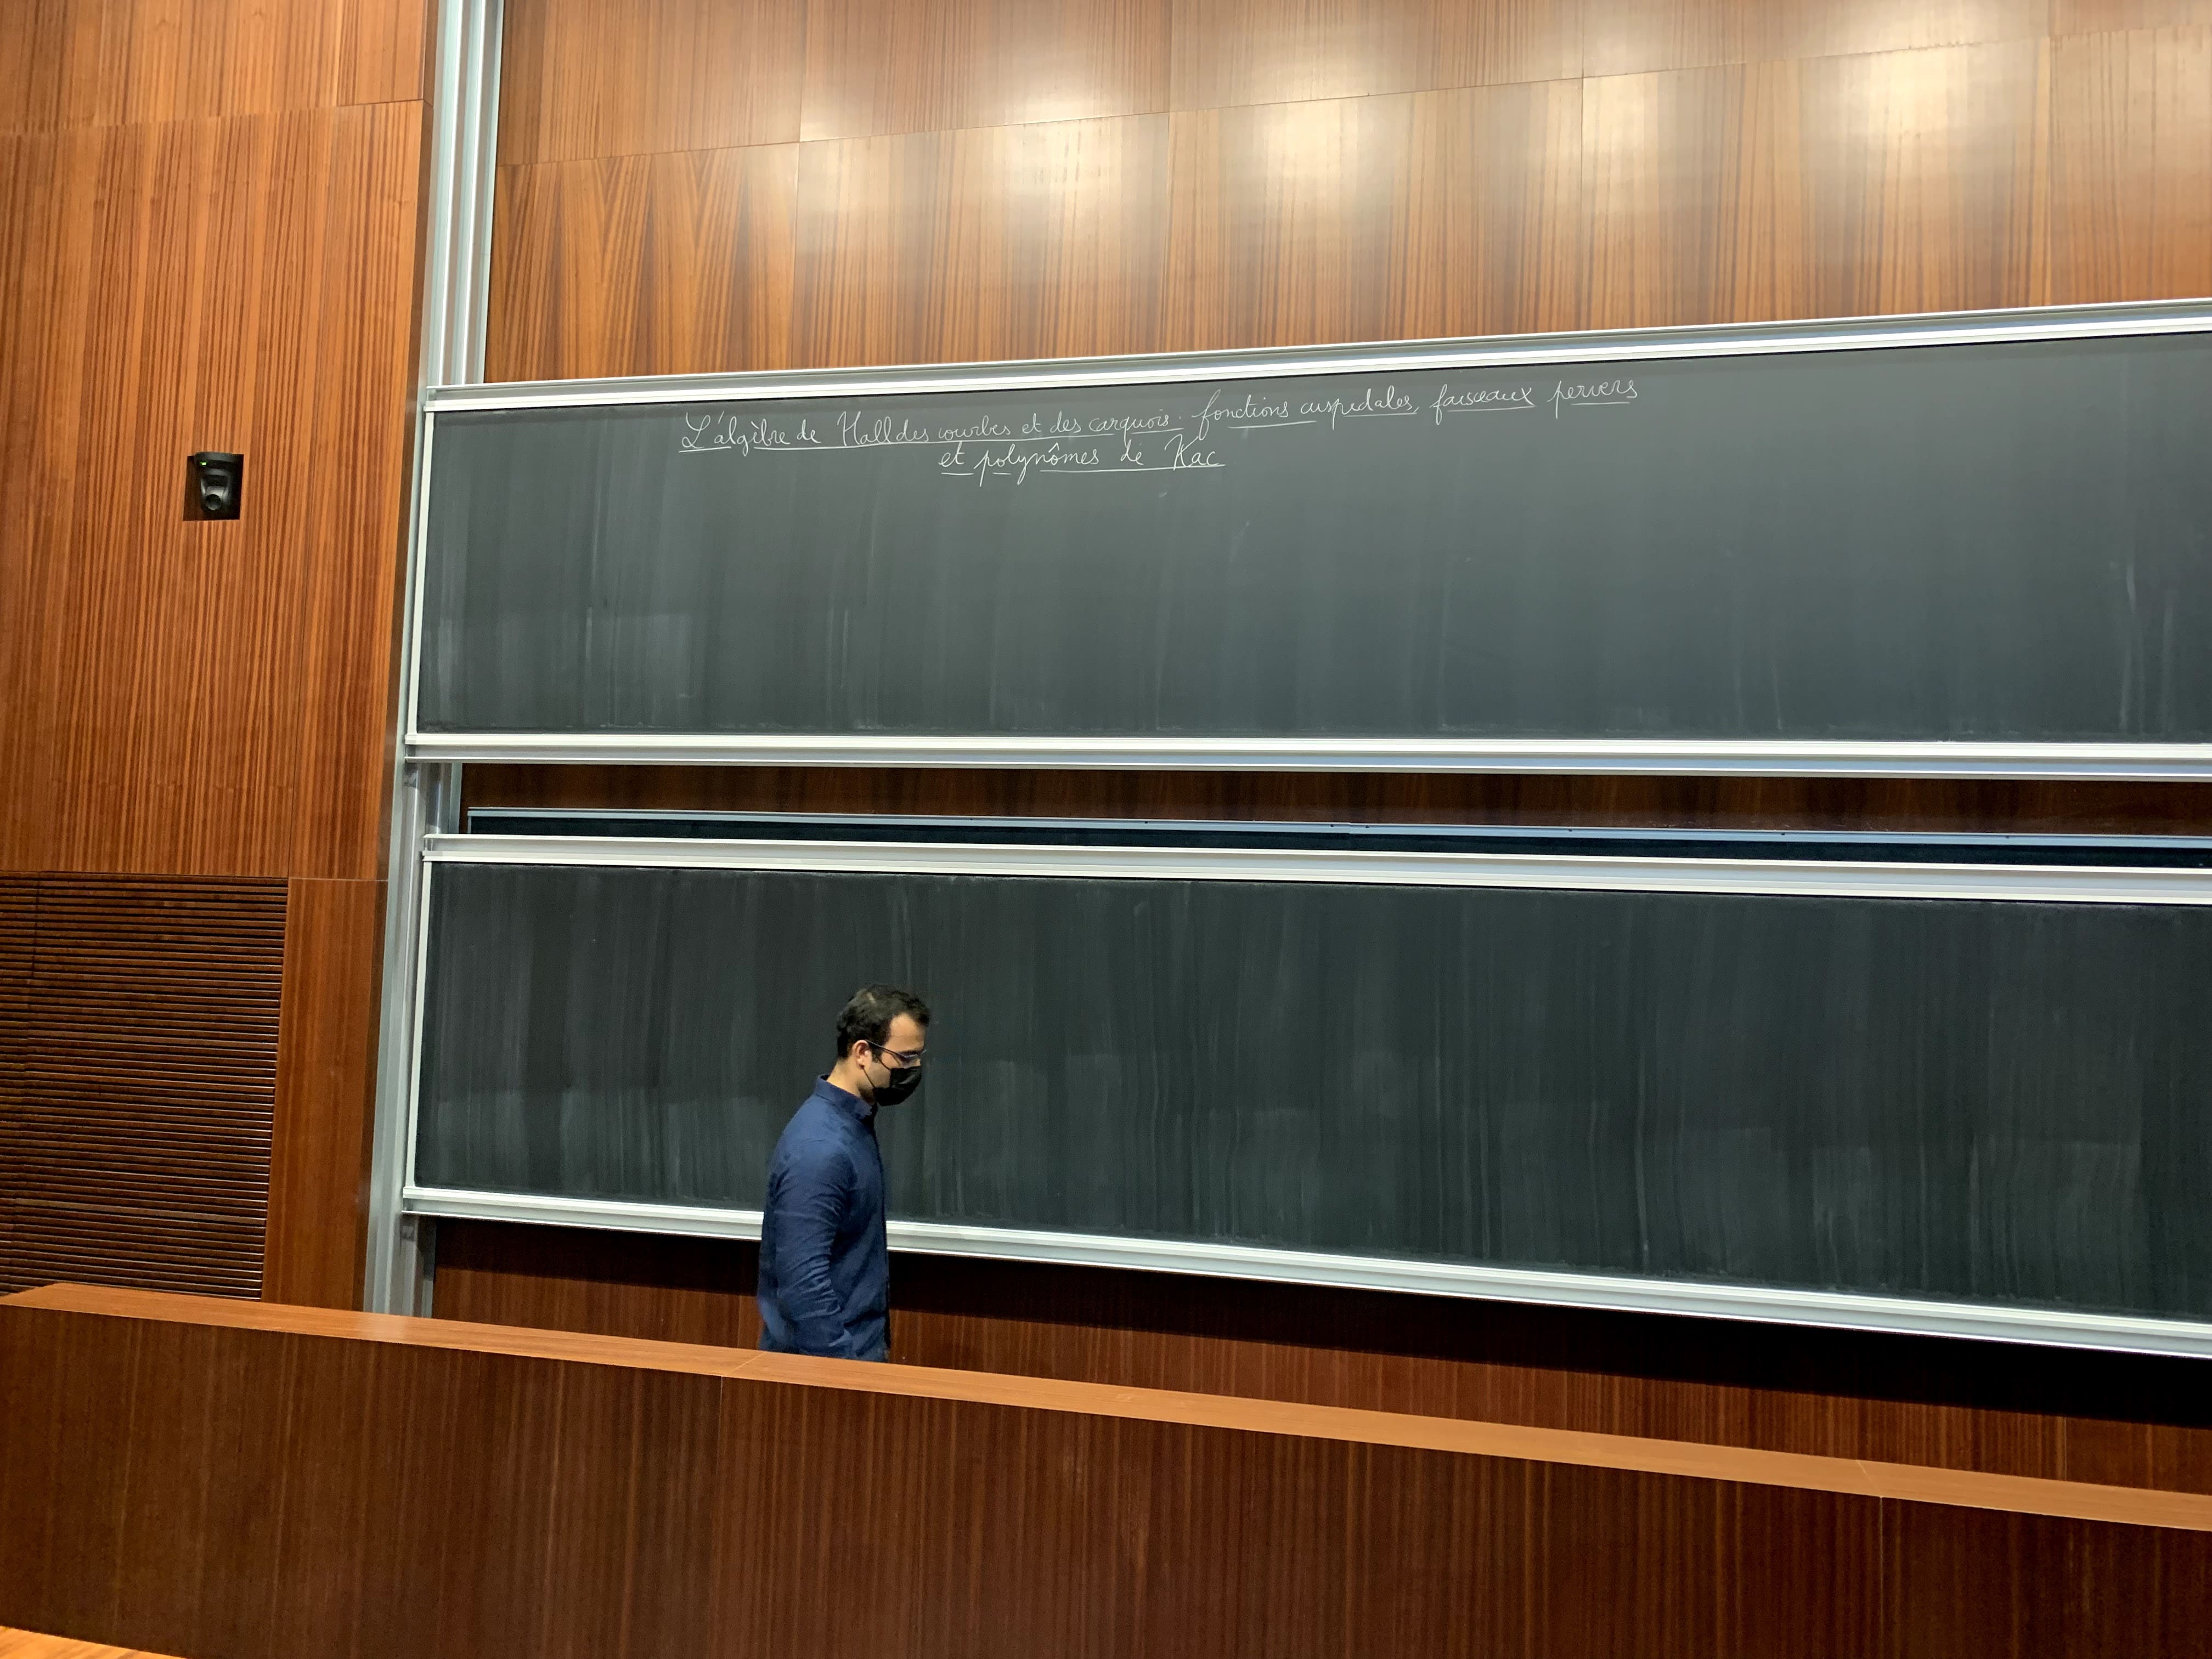 L'algèbre de Hall des courbes et des carquois : fonctions cuspidales, faisceaux pervers
et polynômes de Kac